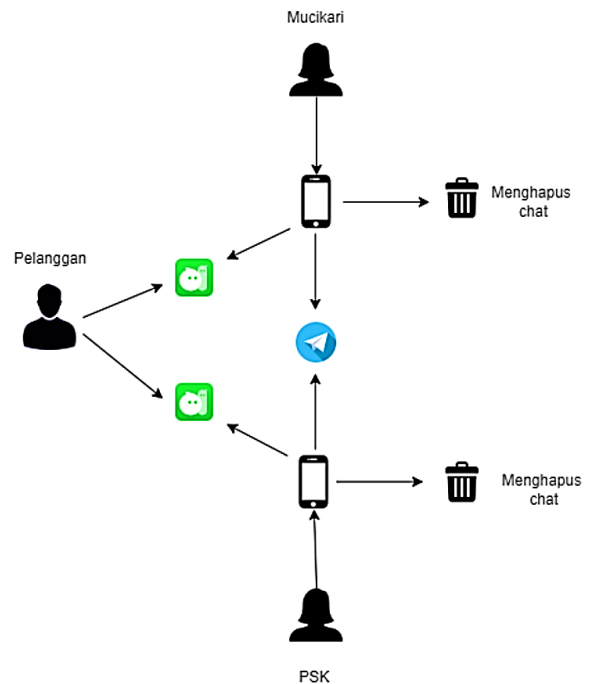 Mucikari
Menghapus
chat
Pelanggan
Menghapus
chat
PSK